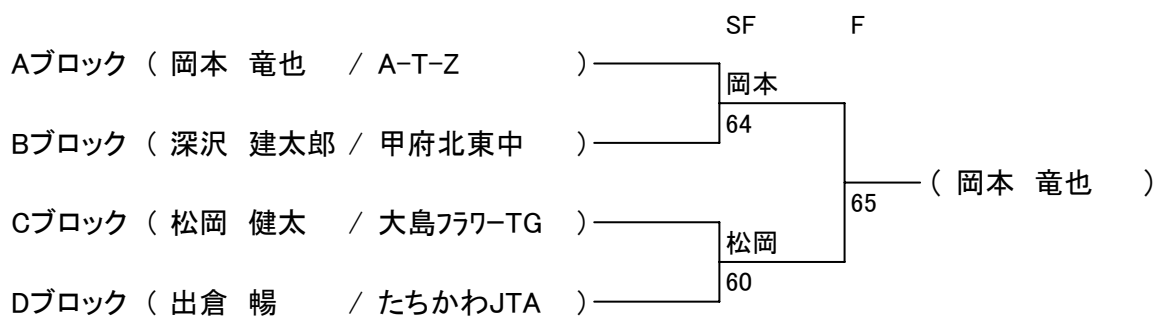 SF F
Aブロック ( 岡本 竜也 / A-T-Z )
岡本
64
Bブロック ( 深沢 建太郎 / 甲府北東中 )
( 岡本 竜也 )
65
Cブロック ( 松岡 健太 / 大島フラワーTG )
松岡
60
Dブロック ( 出倉 暢 / たちかわJTA )